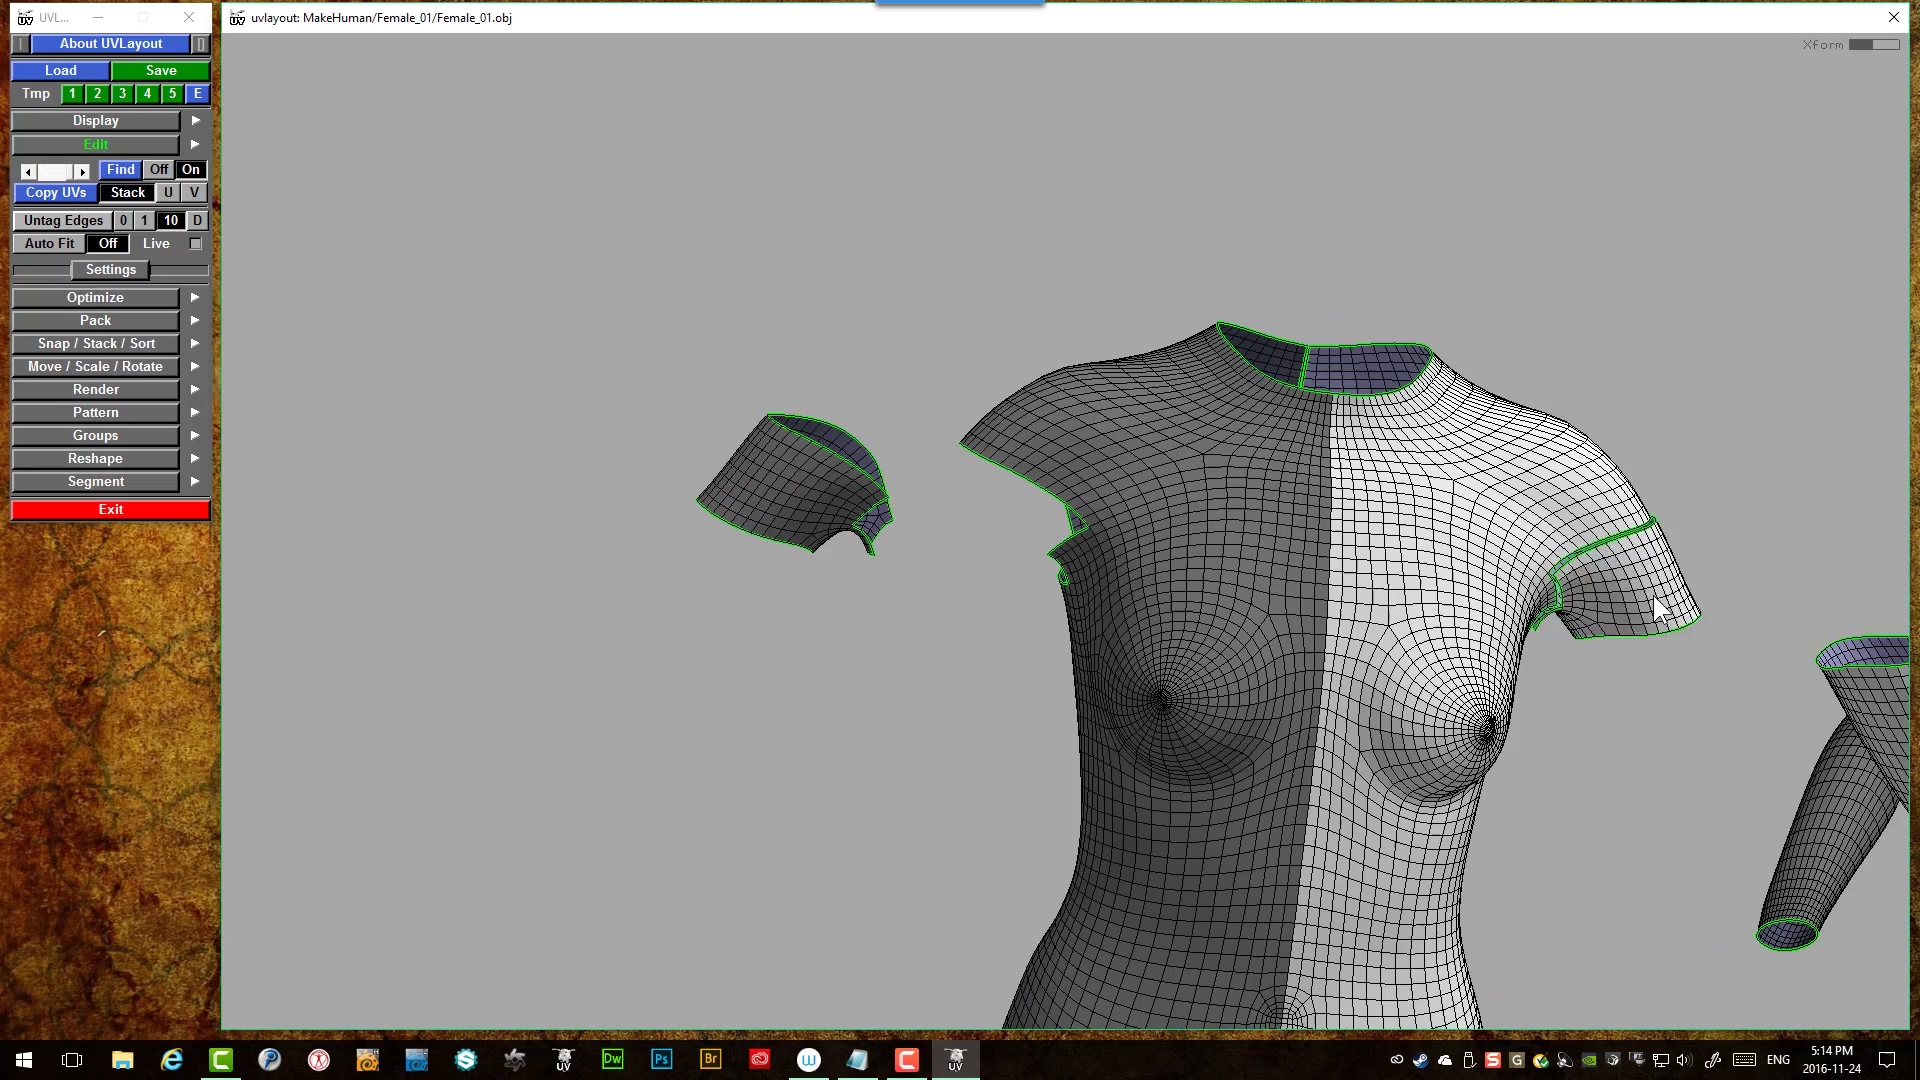 UVL...
uvlayout: MakeHuman/Female_01/Female_01.obj
Xform
About UVLayout
Load Save
Tmp 1 2 3 4 5 E
Display
Edit
Find Off On
Copy UVs Stack U V
Untag Edges 0 1 10 D
Auto Fit Off Live
Settings
Optimize
Pack
Snap / Stack / Sort
Move / Scale / Rotate
Render
Pattern
Groups
Reshape
Segment
Exit
UV
Dw
Ps
Br
W
UV
S
G
ENG
5:14 PM
2016-11-24